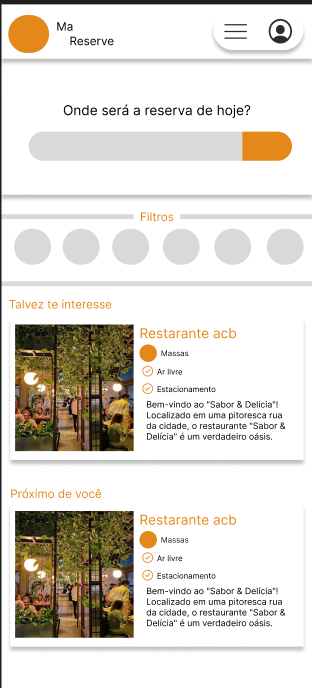 Ma
Reserve
Onde será a reserva de hoje?
Filtros
Talvez te interesse
Restarante acb
Massas
Ar livre
Estacionamento
Bem-vindo ao "Sabor & Delícia"!
Localizado em uma pitoresca rua
da cidade, o restaurante "Sabor &
Delícia" é um verdadeiro oásis.
Próximo de você
Restarante acb
Massas
Ar livre
Estacionamento
Bem-vindo ao "Sabor & Delícia"!
Localizado em uma pitoresca rua
da cidade, o restaurante "Sabor &
Delícia" é um verdadeiro oásis.